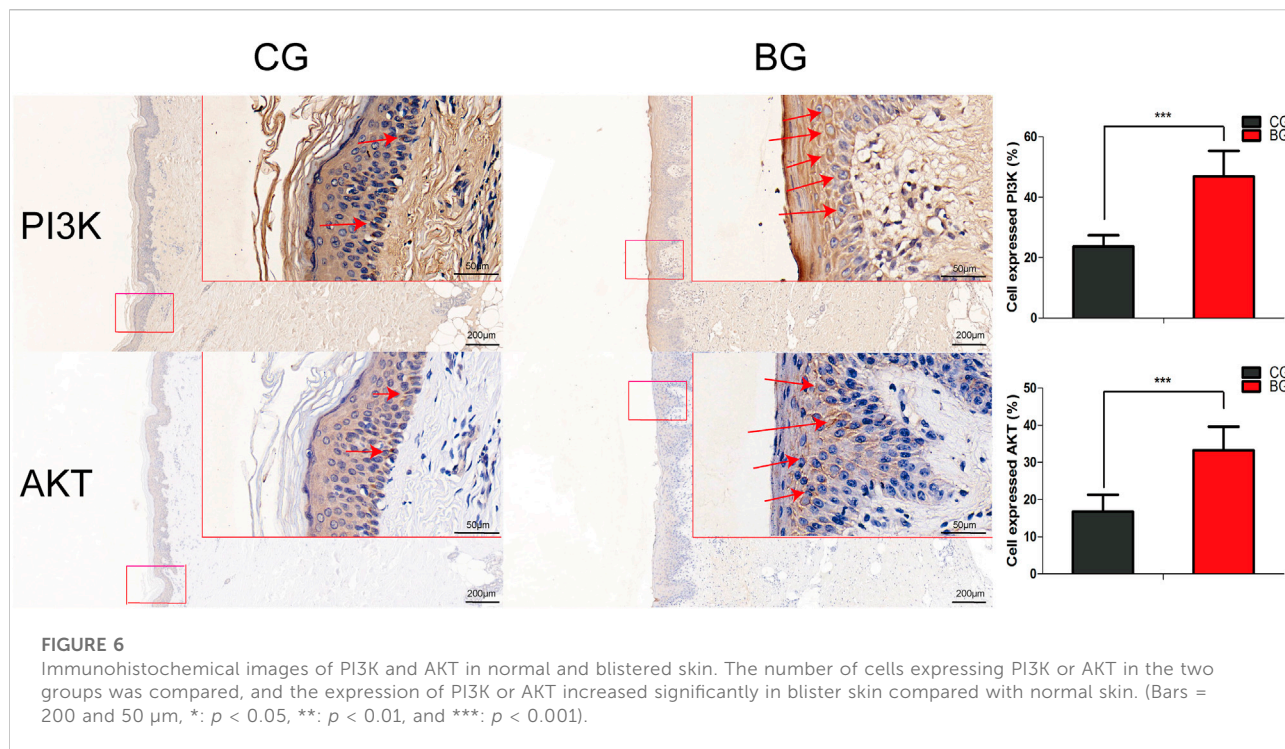 CG
BG
PI3K
50µm
200µm
50µm
200µm
Cell expressed PI3K (%)
60
40
20
0
***
CG
BG
AKT
50µm
200µm
50µm
200µm
Cell expressed AKT (%)
50
40
30
20
10
0
***
CG
BG
FIGURE 6
Immunohistochemical images of PI3K and AKT in normal and blistered skin. The number of cells expressing PI3K or AKT in the two
groups was compared, and the expression of PI3K or AKT increased significantly in blister skin compared with normal skin. (Bars =
200 and 50 µm, *: p < 0.05, **: p < 0.01, and ***: p < 0.001).